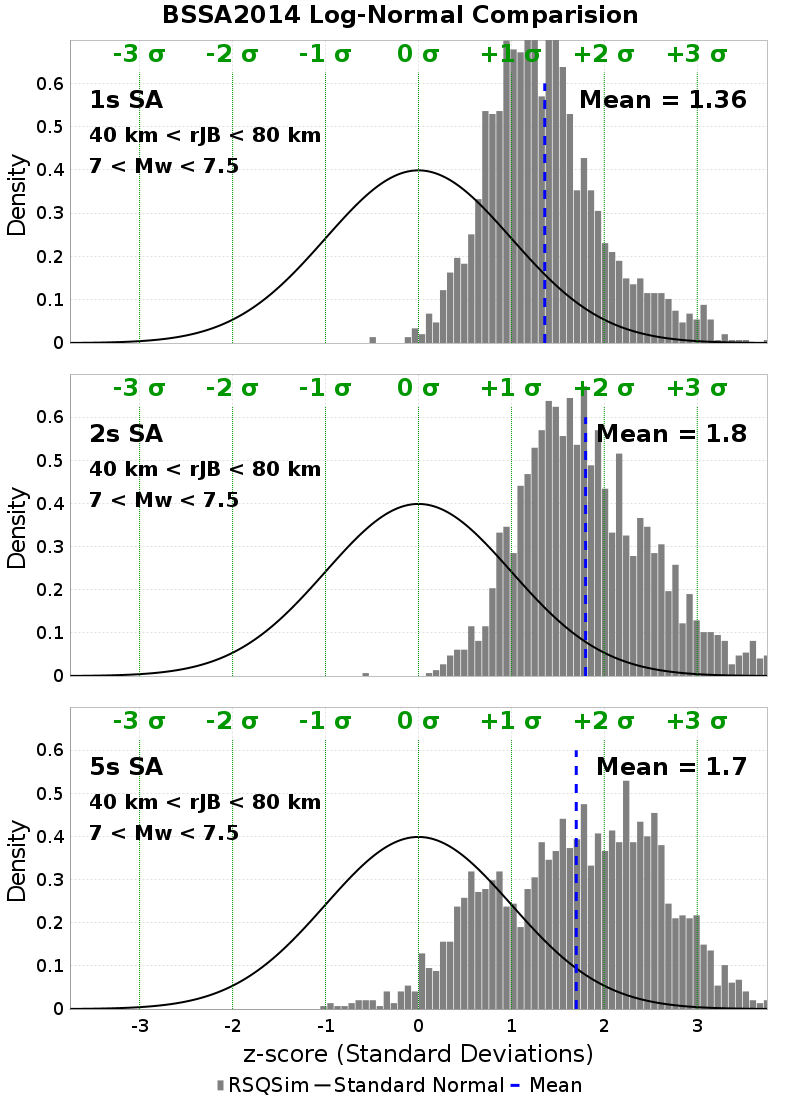 BSSA2014 Log-Normal Comparision
-3 σ -2 σ -1 σ 0 σ +1 σ +2 σ +3 σ
1s SA
Mean = 1.36
40 km < rJB < 80 km
7 < Mw < 7.5
Density
0.6
0.5
0.4
0.3
0.2
0.1
0
-3 σ -2 σ -1 σ 0 σ +1 σ +2 σ +3 σ
2s SA
Mean = 1.8
40 km < rJB < 80 km
7 < Mw < 7.5
Density
0.6
0.5
0.4
0.3
0.2
0.1
0
-3 σ -2 σ -1 σ 0 σ +1 σ +2 σ +3 σ
5s SA
Mean = 1.7
40 km < rJB < 80 km
7 < Mw < 7.5
Density
0.6
0.5
0.4
0.3
0.2
0.1
0
-3 -2 -1 0 1 2 3
z-score (Standard Deviations)
RSQSim Standard Normal Mean